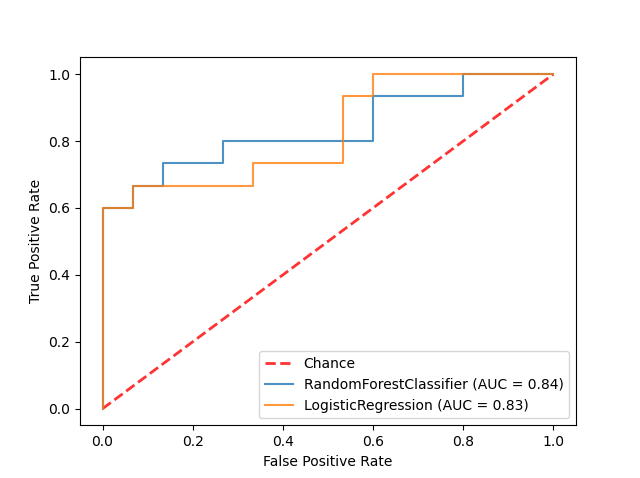 1.0
0.8
0.6
0.4
0.2
0.0
True Positive Rate
Chance
RandomForestClassifier (AUC = 0.84)
LogisticRegression (AUC = 0.83)
0.0 0.2 0.4 0.6 0.8 1.0
False Positive Rate